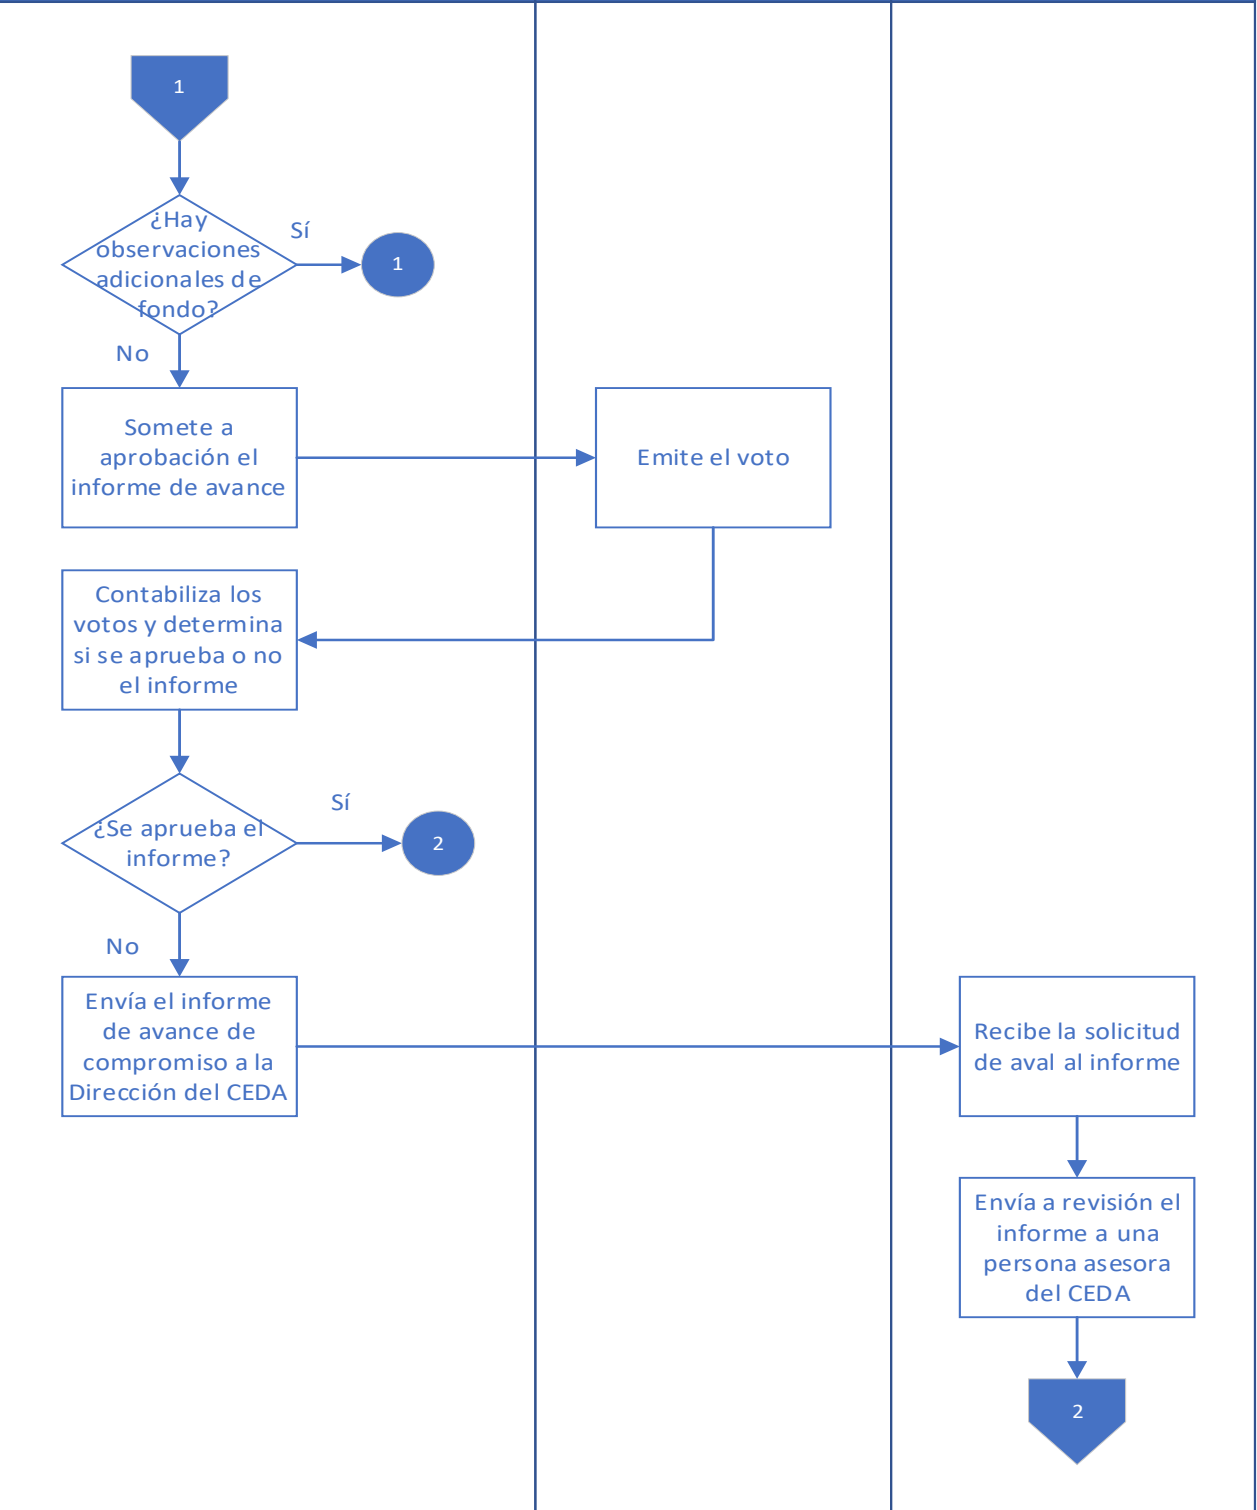 1
¿Hay
observaciones
adicionales de
fondo?
Sí
1
No
Somete a
aprobación el
informe de avance
Emite el voto
Contabiliza los
votos y determina
si se aprueba o no
el informe
¿Se aprueba el
informe?
Sí
2
No
Envía el informe
de avance de
compromiso a la
Dirección del CEDA
Recibe la solicitud
de aval al informe
Envía a revisión el
informe a una
persona asesora
del CEDA
2